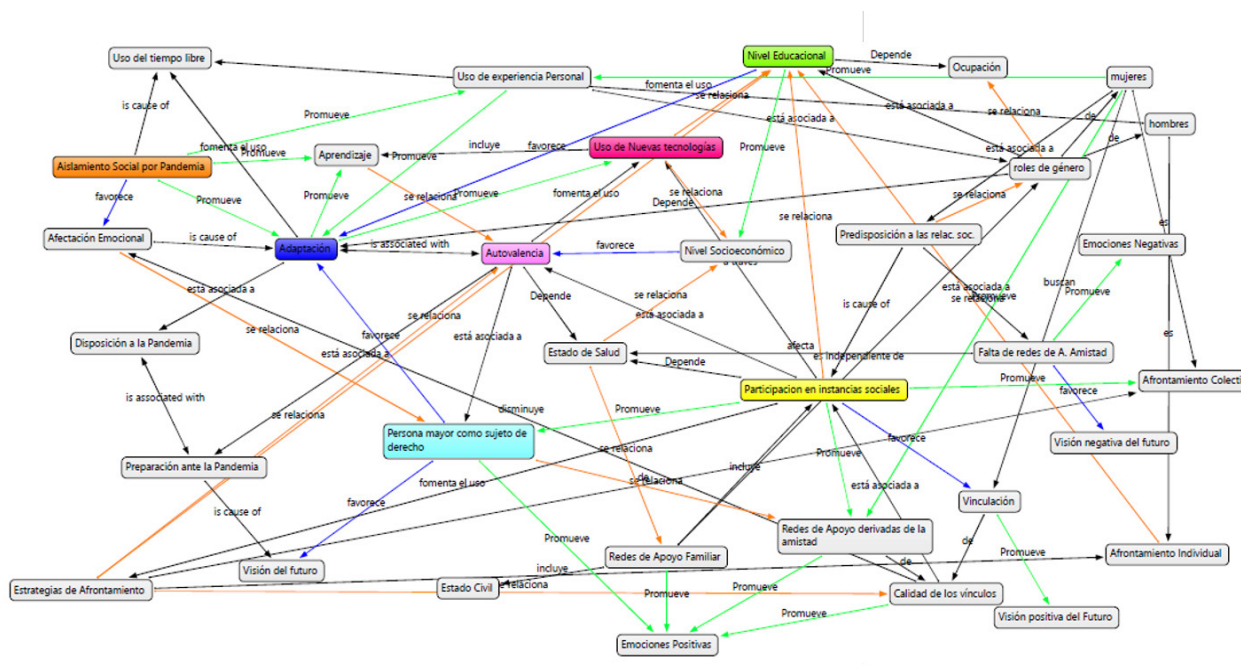 Uso del tiempo libre
Nivel Educacional
Depende
Ocupación
Uso de experiencia Personal
Promueve
mujeres
fomenta el uso
se relaciona
is cause of
Promueve
está asociada a
se relaciona
de
hombres
fomenta el uso
está asociada a
de
Aislamiento Social por Pandemia
Promueve
Aprendizaje
Promueve
incluye
favorece
Uso de Nuevas tecnologías
Promueve
está asociada a
roles de género
favorece
Promueve
Promueve
se relaciona
fomenta el uso
se relaciona
Depende
se relaciona
se relaciona
es
Afectación Emocional
is cause of
Adaptación
is associated with
Autovalencia
favorece
Nivel Socioeconómico
Predisposición a las relac. soc.
Emociones Negativas
está asociada a
Depende
se relaciona
está asociada a
is cause of
está asociada a
se relaciona
Promueve
buscan
Promueve
se relaciona
se relaciona
favorece
está asociada a
es
Disposición a la Pandemia
está asociada a
Estado de Salud
afecta
es independiente de
Falta de redes de A. Amistad
Depende
Participacion en instancias sociales
Promueve
favorece
Afrontamiento Colecti
is associated with
se relaciona
disminuye
Promueve
Persona mayor como sujeto de
derecho
favorece
Visión negativa del futuro
se relaciona
incluye
Promueve
Preparación ante la Pandemia
fomenta el uso
de
se relaciona
está asociada a
favorece
Vinculación
is cause of
Redes de Apoyo derivadas de la
amistad
Promueve
de
Promueve
Visión del futuro
Redes de Apoyo Familiar
de
Afrontamiento Individual
incluye
Estrategias de Afrontamiento
Estado Civil
se relaciona
Promueve
Promueve
Calidad de los vínculos
Promueve
Visión positiva del Futuro
Emociones Positivas